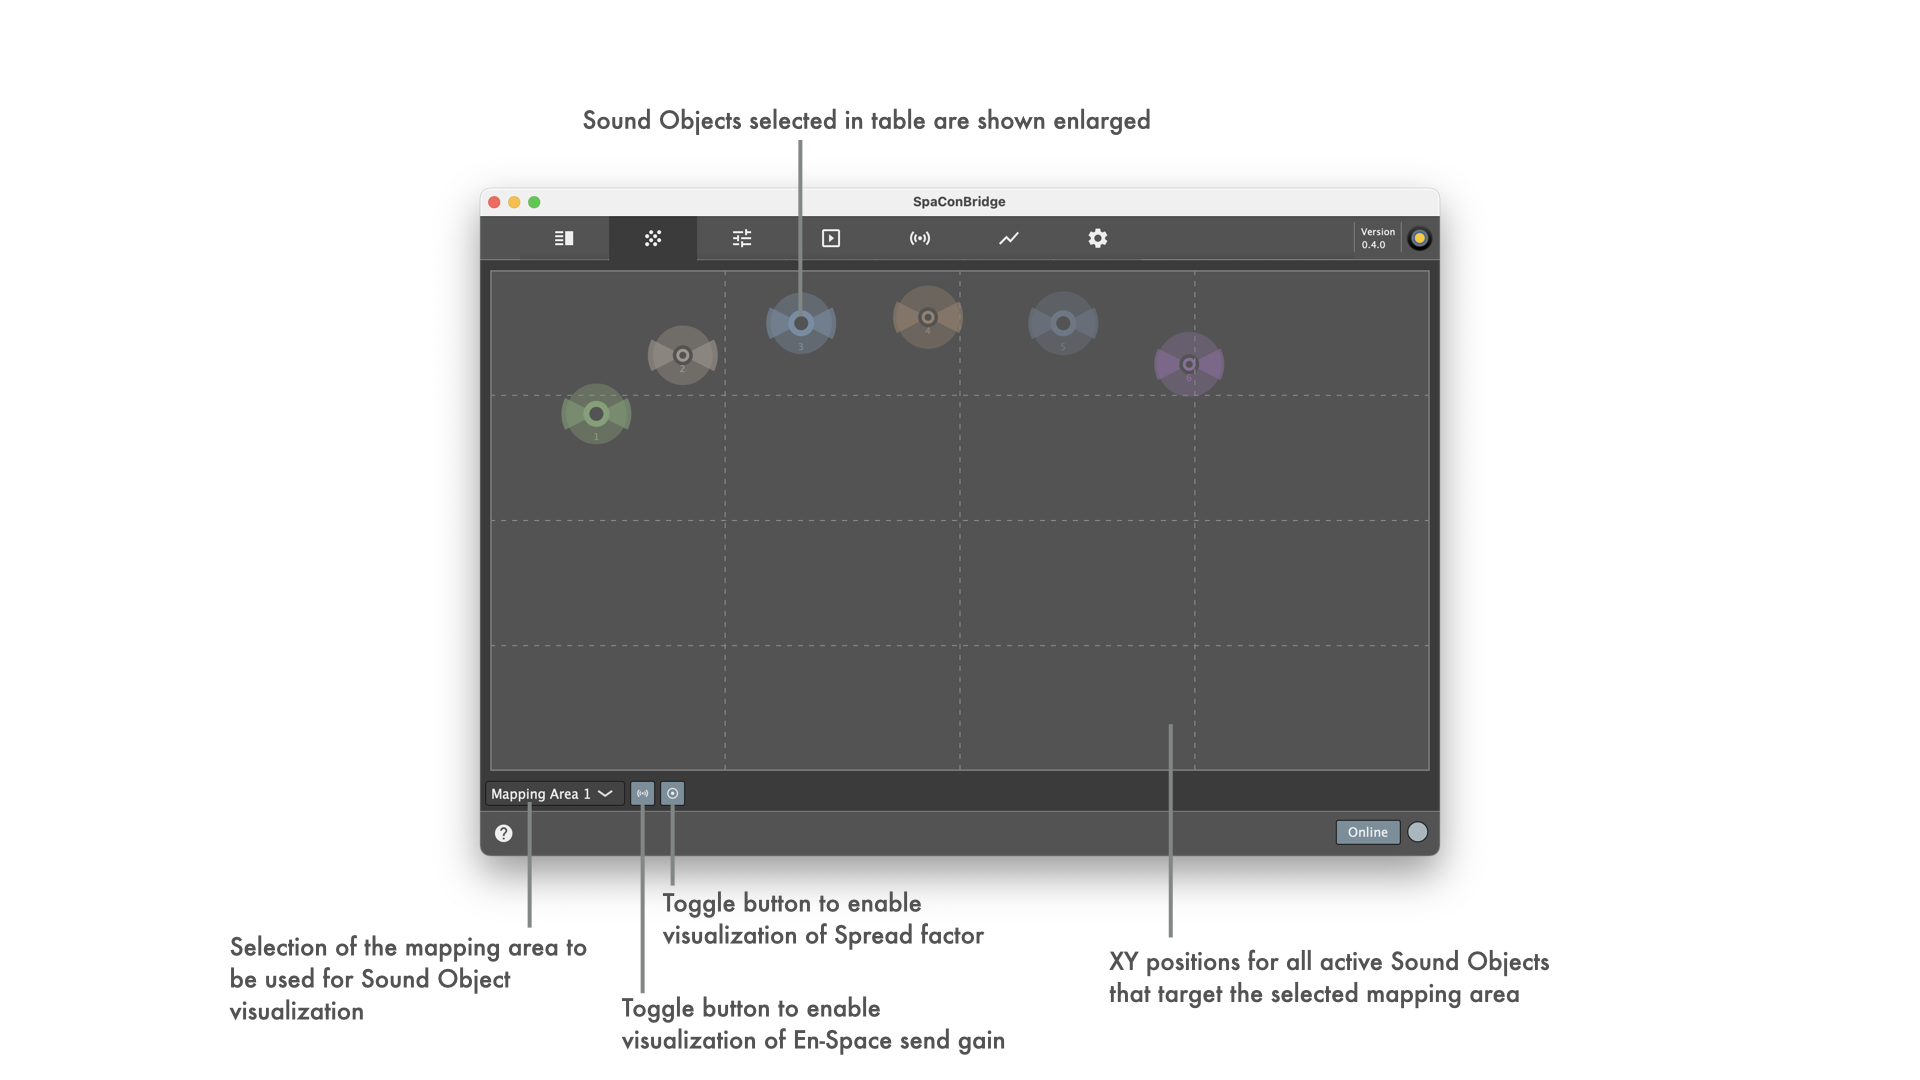 Sound Objects selected in table are shown enlarged
SpaConBridge
Version
0.4.0
1
2
3
4
5
6
Mapping Area 1
?
Online
Toggle button to enable
visualization of Spread factor
Selection of the mapping area to
be used for Sound Object
visualization
Toggle button to enable
visualization of En-Space send gain
XY positions for all active Sound Objects
that target the selected mapping area